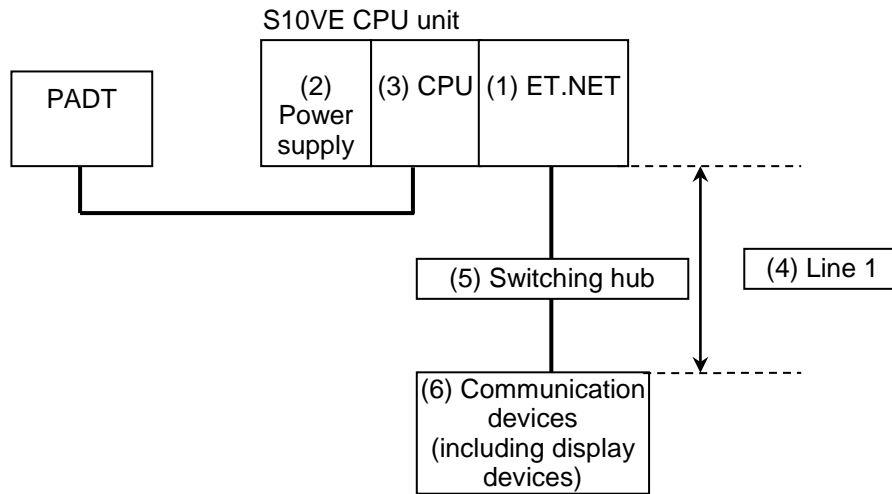 S10VE CPU unit
PADT
(2)
Power
supply
(3) CPU
(1) ET.NET
(5) Switching hub
(4) Line 1
(6) Communication
devices
(including display
devices)